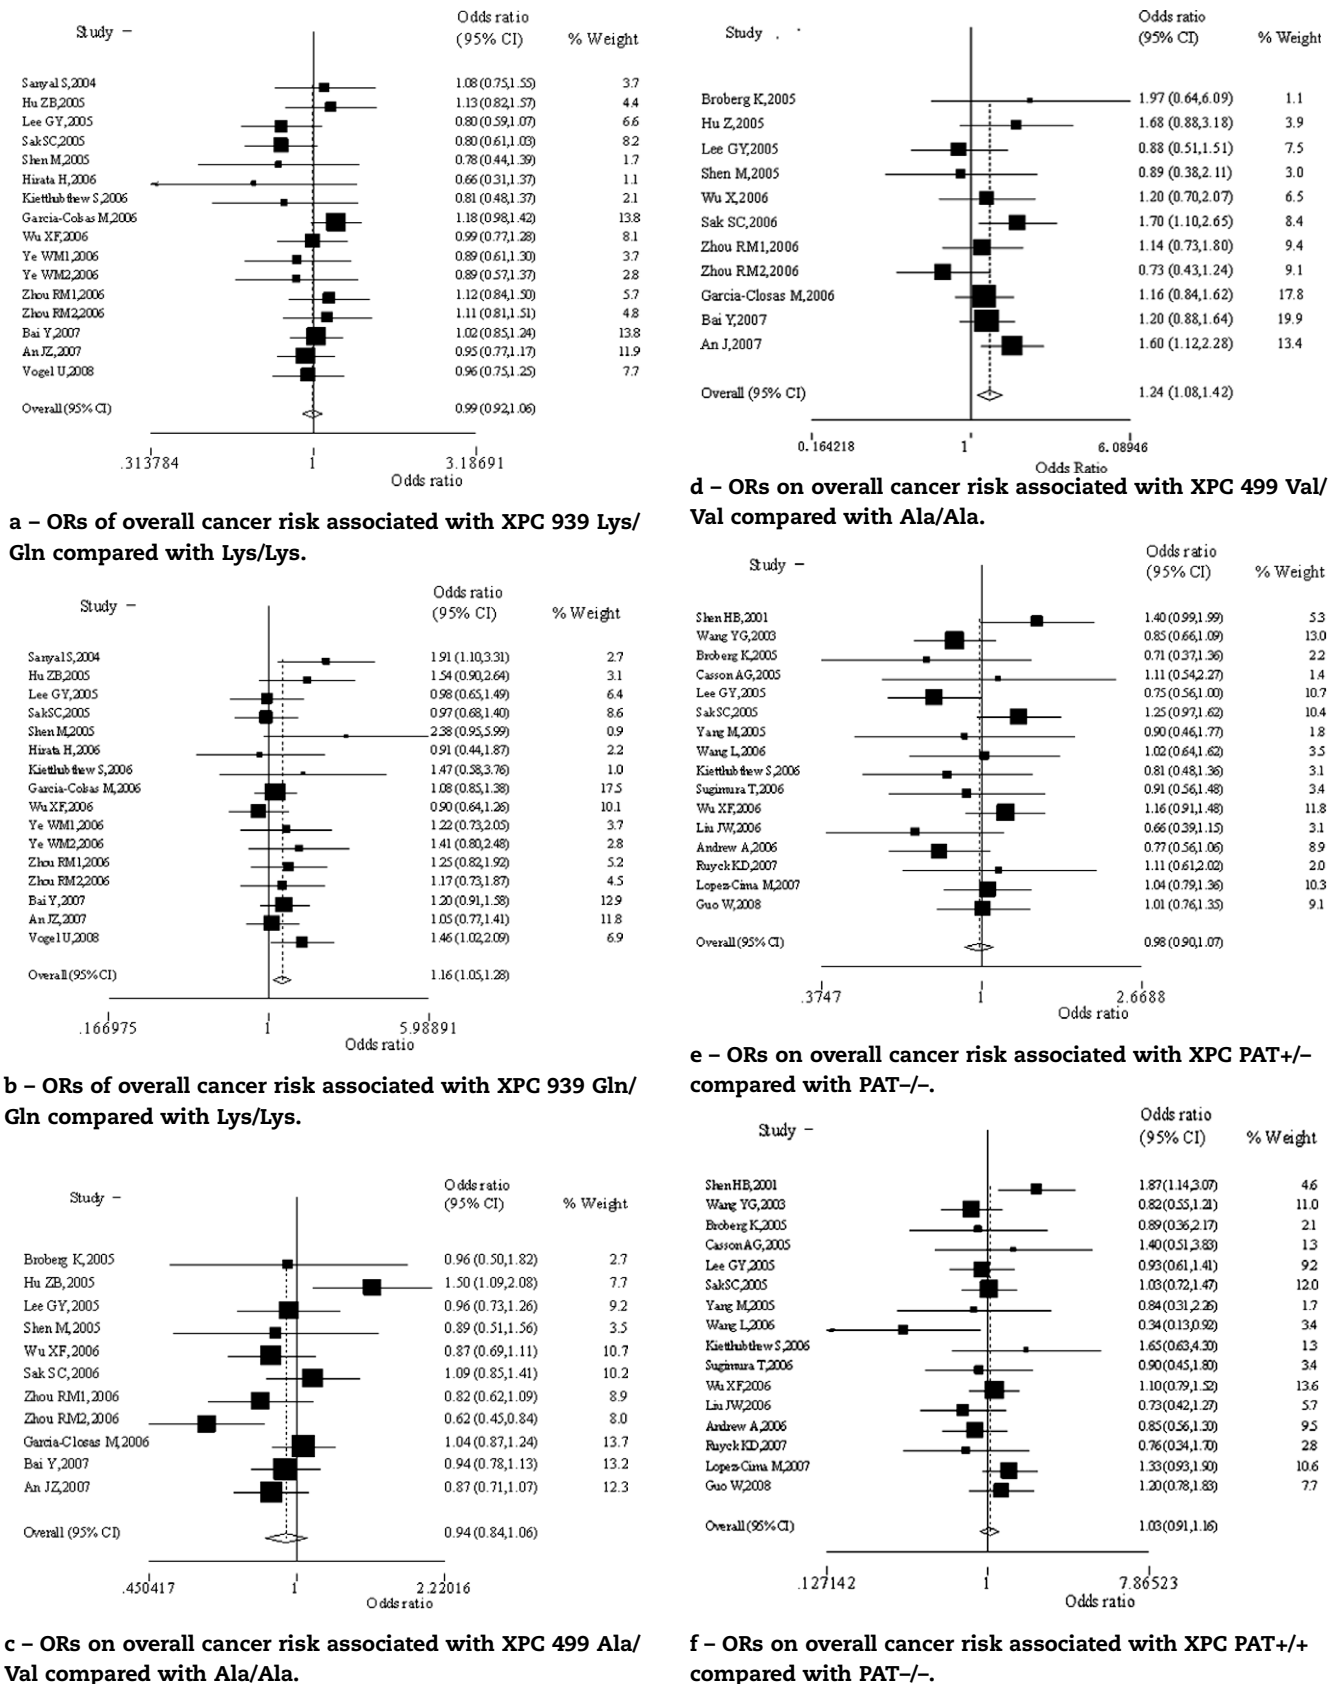 Study –
Odds ratio
(95% CI) % Weight
Sanyal S,2004 1.08 (0.75,1.55) 3.7
Hu ZB,2005 1.13 (0.82,1.57) 4.4
Lee GY,2005 0.80 (0.59,1.07) 6.6
Sak SC,2005 0.80 (0.61,1.03) 8.2
Shen M,2005 0.78 (0.44,1.39) 1.7
Hirata H,2006 0.66 (0.31,1.37) 1.1
Kietthubthew S,2006 0.81 (0.48,1.37) 2.1
Garcia-Colsas M,2006 1.18 (0.98,1.42) 13.8
Wu XF,2006 0.99 (0.77,1.28) 8.1
Ye WM1,2006 0.89 (0.61,1.30) 3.7
Ye WM2,2006 0.89 (0.57,1.37) 2.8
Zhou RM1,2006 1.12 (0.84,1.50) 5.7
Zhou RM2,2006 1.11 (0.81,1.51) 4.8
Bai Y,2007 1.02 (0.85,1.24) 13.8
An JZ,2007 0.95 (0.77,1.17) 11.9
Vogel U,2008 0.96 (0.75,1.25) 7.7
Overall (95% CI) 0.99 (0.92,1.06)
.313784 1 3.18691
Odds ratio
a – ORs of overall cancer risk associated with XPC 939 Lys/
Gln compared with Lys/Lys.
Study –
Odds ratio
(95% CI) % Weight
Sanyal S,2004 1.91 (1.10,3.31) 2.7
Hu ZB,2005 1.54 (0.90,2.64) 3.1
Lee GY,2005 0.98 (0.65,1.49) 6.4
Sak SC,2005 0.97 (0.68,1.40) 8.6
Shen M,2005 2.38 (0.95,5.99) 0.9
Hirata H,2006 0.91 (0.44,1.87) 2.2
Kietthubthew S,2006 1.47 (0.58,3.76) 1.0
Garcia-Colsas M,2006 1.08 (0.85,1.38) 17.5
Wu XF,2006 0.90 (0.64,1.26) 10.1
Ye WM1,2006 1.22 (0.73,2.05) 3.7
Ye WM2,2006 1.41 (0.80,2.48) 2.8
Zhou RM1,2006 1.25 (0.82,1.92) 5.2
Zhou RM2,2006 1.17 (0.73,1.87) 4.5
Bai Y,2007 1.20 (0.91,1.58) 12.9
An JZ,2007 1.05 (0.77,1.41) 11.8
Vogel U,2008 1.46 (1.02,2.09) 6.9
Overall (95% CI) 1.16 (1.05,1.28)
.166975 1 5.98891
Odds ratio
b – ORs of overall cancer risk associated with XPC 939 Gln/
Gln compared with Lys/Lys.
Study –
Odds ratio
(95% CI) % Weight
Broberg K,2005 0.96 (0.50,1.82) 2.7
Hu ZB,2005 1.50 (1.09,2.08) 7.7
Lee GY,2005 0.96 (0.73,1.26) 9.2
Shen M,2005 0.89 (0.51,1.56) 3.5
Wu XF,2006 0.87 (0.69,1.11) 10.7
Sak SC,2006 1.09 (0.85,1.41) 10.2
Zhou RM1,2006 0.82 (0.62,1.09) 8.9
Zhou RM2,2006 0.62 (0.45,0.84) 8.0
Garcia-Closas M,2006 1.04 (0.87,1.24) 13.7
Bai Y,2007 0.94 (0.78,1.13) 13.2
An JZ,2007 0.87 (0.71,1.07) 12.3
Overall (95% CI) 0.94 (0.84,1.06)
.450417 1 2.22016
Odds ratio
c – ORs on overall cancer risk associated with XPC 499 Ala/
Val compared with Ala/Ala.
Study
Odds ratio
(95% CI) % Weight
Broberg K,2005 1.97 (0.64,6.09) 1.1
Hu Z,2005 1.68 (0.88,3.18) 3.9
Lee GY,2005 0.88 (0.51,1.51) 7.5
Shen M,2005 0.89 (0.38,2.11) 3.0
Wu X,2006 1.20 (0.70,2.07) 6.5
Sak SC,2006 1.70 (1.10,2.65) 8.4
Zhou RM1,2006 1.14 (0.73,1.80) 9.4
Zhou RM2,2006 0.73 (0.43,1.24) 9.1
Garcia-Closas M,2006 1.16 (0.84,1.62) 17.8
Bai Y,2007 1.20 (0.88,1.64) 19.9
An J,2007 1.60 (1.12,2.28) 13.4
Overall (95% CI) 1.24 (1.08,1.42)
0.164218 1 6.08946
Odds Ratio
d – ORs on overall cancer risk associated with XPC 499 Val/
Val compared with Ala/Ala.
Study –
Odds ratio
(95% CI) % Weight
Shen HB,2001 1.40 (0.99,1.99) 5.3
Wang YG,2003 0.85 (0.66,1.09) 13.0
Broberg K,2005 0.71 (0.37,1.36) 2.2
Casson AG,2005 1.11 (0.54,2.27) 1.4
Lee GY,2005 0.75 (0.56,1.00) 10.7
Sak SC,2005 1.25 (0.97,1.62) 10.4
Yang M,2005 0.90 (0.46,1.77) 1.8
Wang L,2006 1.02 (0.64,1.62) 3.5
Kietthubthew S,2006 0.81 (0.48,1.36) 3.1
Sugimura T,2006 0.91 (0.56,1.48) 3.4
Wu XF,2006 1.16 (0.91,1.48) 11.8
Liu JW,2006 0.66 (0.39,1.15) 3.1
Andrew A,2006 0.77 (0.56,1.06) 8.9
Ruyck KD,2007 1.11 (0.61,2.02) 2.0
Lopez-Cima M,2007 1.04 (0.79,1.36) 10.3
Guo W,2008 1.01 (0.76,1.35) 9.1
Overall (95% CI) 0.98 (0.90,1.07)
.3747 1 2.6688
Odds ratio
e – ORs on overall cancer risk associated with XPC PAT+/–
compared with PAT–/–.
Study –
Odds ratio
(95% CI) % Weight
Shen HB,2001 1.87 (1.14,3.07) 4.6
Wang YG,2003 0.82 (0.55,1.21) 11.0
Broberg K,2005 0.89 (0.36,2.17) 2.1
Casson AG,2005 1.40 (0.51,3.83) 1.3
Lee GY,2005 0.93 (0.61,1.41) 9.2
Sak SC,2005 1.03 (0.72,1.47) 12.0
Yang M,2005 0.84 (0.31,2.26) 1.7
Wang L,2006 0.34 (0.13,0.92) 3.4
Kietthubthew S,2006 1.65 (0.63,4.30) 1.3
Sugimura T,2006 0.90 (0.45,1.80) 3.4
Wu XF,2006 1.10 (0.79,1.52) 13.6
Liu JW,2006 0.73 (0.42,1.27) 5.7
Andrew A,2006 0.85 (0.56,1.30) 9.5
Ruyck KD,2007 0.76 (0.34,1.70) 2.8
Lopez-Cima M,2007 1.33 (0.93,1.90) 10.6
Guo W,2008 1.20 (0.78,1.83) 7.7
Overall (95% CI) 1.03 (0.91,1.16)
.127142 1 7.86523
Odds ratio
f – ORs on overall cancer risk associated with XPC PAT+/+
compared with PAT–/–.